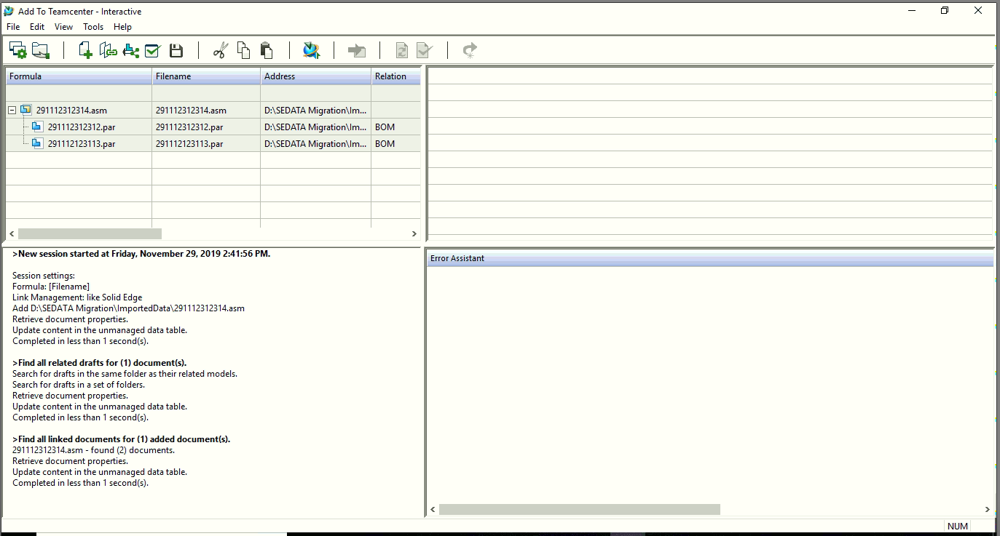 Add To Teamcenter - Interactive
File Edit View Tools Help
Formula Filename Address Relation
291112312314.asm 291112312314.asm D:\SEDATA Migration\Im...
291112312312.par 291112312312.par D:\SEDATA Migration\Im... BOM
291112123113.par 291112123113.par D:\SEDATA Migration\Im... BOM
>New session started at Friday, November 29, 2019 2:41:56 PM.
Session settings:
Formula: [Filename]
Link Management: like Solid Edge
Add D:\SEDATA Migration\ImportedData\291112312314.asm
Retrieve document properties.
Update content in the unmanaged data table.
Completed in less than 1 second(s).
>Find all related drafts for (1) document(s).
Search for drafts in the same folder as their related models.
Search for drafts in a set of folders.
Retrieve document properties.
Update content in the unmanaged data table.
Completed in less than 1 second(s).
>Find all linked documents for (1) added document(s).
291112312314.asm - found (2) documents.
Retrieve document properties.
Update content in the unmanaged data table.
Completed in less than 1 second(s).
Error Assistant
NUM